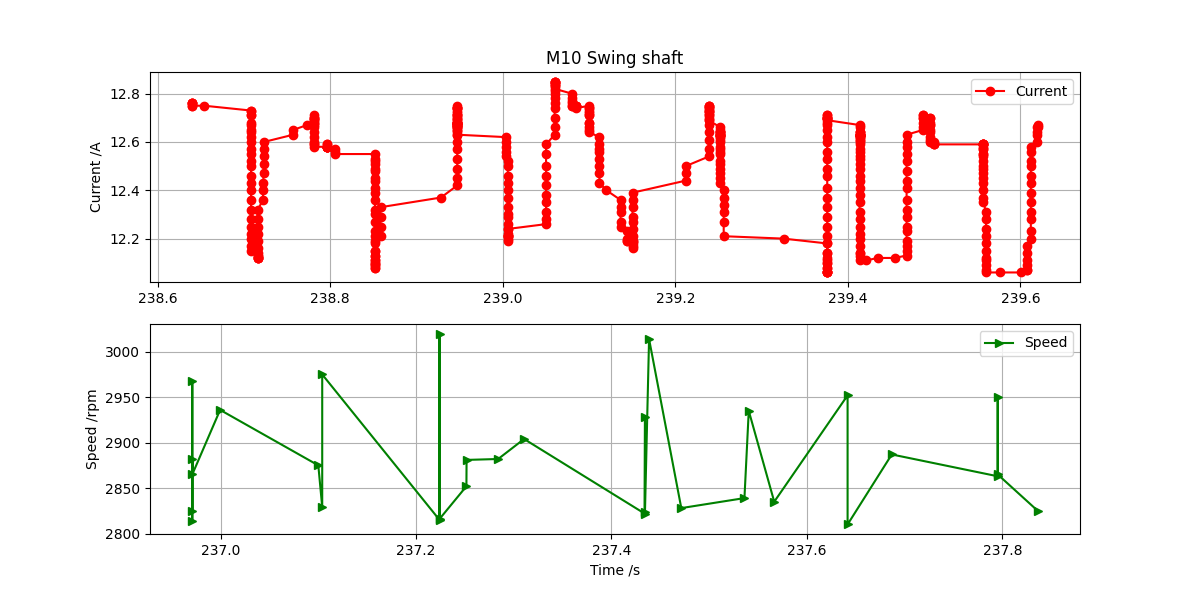 M10 Swing shaft
Current /A
12.8
12.6
12.4
12.2
Current
238.6 238.8 239.0 239.2 239.4 239.6
Speed /rpm
3000
2950
2900
2850
2800
Speed
237.0 237.2 237.4 237.6 237.8
Time /s